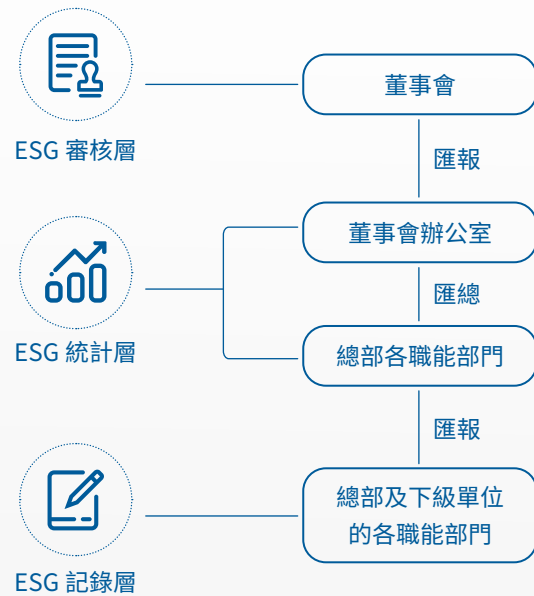 董事會
ESG 審核層
匯報
董事會辦公室
匯總
ESG 統計層
總部各職能部門
匯報
總部及下級單位
的各職能部門
ESG 記錄層